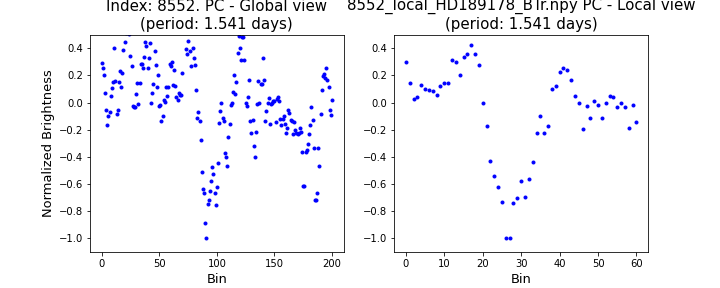 Index: 8552. PC - Global view
(period: 1.541 days)
8552_local_HD189178_BTr.npy PC - Local view
(period: 1.541 days)
Normalized Brightness
0.4
0.2
0.0
−0.2
−0.4
−0.6
−0.8
−1.0
0 50 100 150 200
Bin
0.4
0.2
0.0
−0.2
−0.4
−0.6
−0.8
−1.0
0 10 20 30 40 50 60
Bin